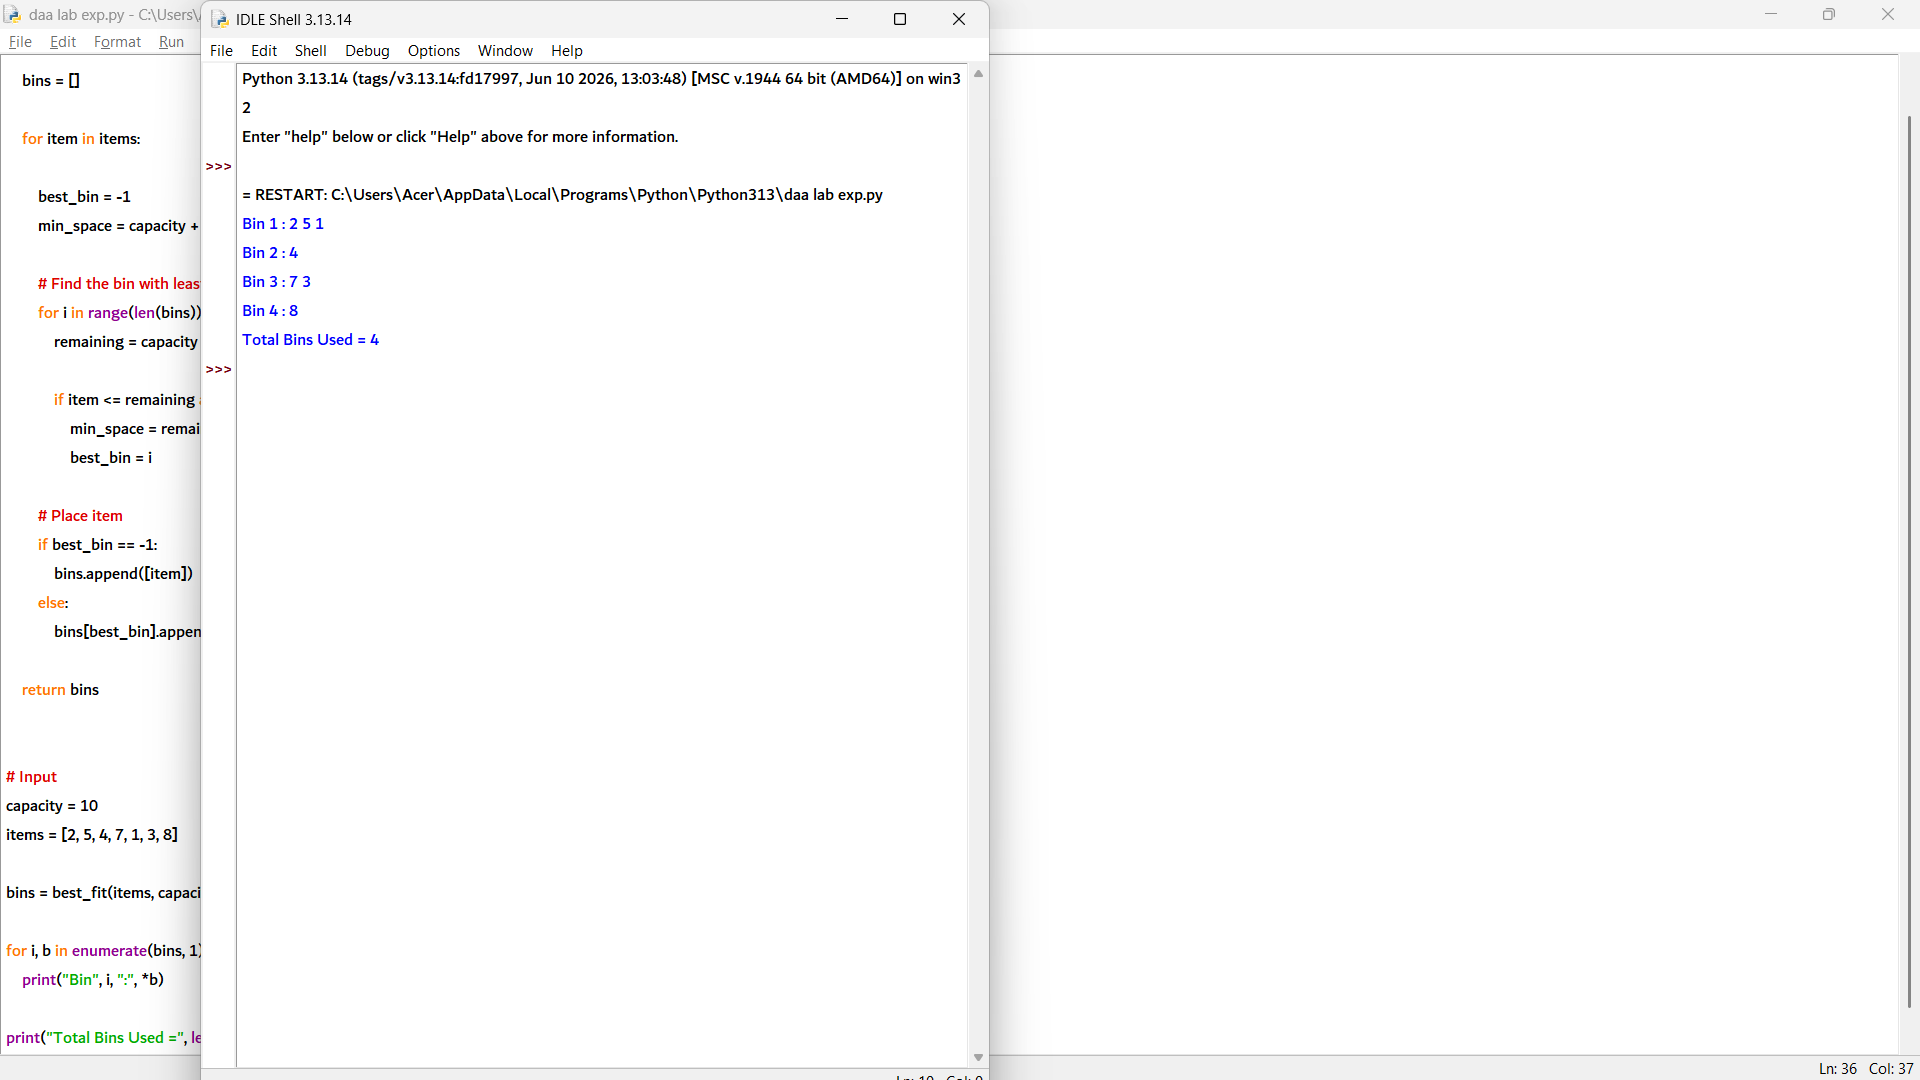 daa lab exp.py - C:\Users\
File Edit Format Run
bins = []
for item in items:
best_bin = -1
min_space = capacity +
# Find the bin with leas
for i in range(len(bins))
remaining = capacity
if item <= remaining
min_space = remai
best_bin = i
# Place item
if best_bin == -1:
bins.append([item])
else:
bins[best_bin].appen
return bins
# Input
capacity = 10
items = [2, 5, 4, 7, 1, 3, 8]
bins = best_fit(items, capaci
for i, b in enumerate(bins, 1)
print("Bin", i, ":", *b)
print("Total Bins Used =", le
IDLE Shell 3.13.14
File Edit Shell Debug Options Window Help
Python 3.13.14 (tags/v3.13.14:fd17997, Jun 10 2026, 13:03:48) [MSC v.1944 64 bit (AMD64)] on win3
2
Enter "help" below or click "Help" above for more information.
>>>
= RESTART: C:\Users\Acer\AppData\Local\Programs\Python\Python313\daa lab exp.py
Bin 1 : 2 5 1
Bin 2 : 4
Bin 3 : 7 3
Bin 4 : 8
Total Bins Used = 4
>>>
Ln: 36 Col: 37